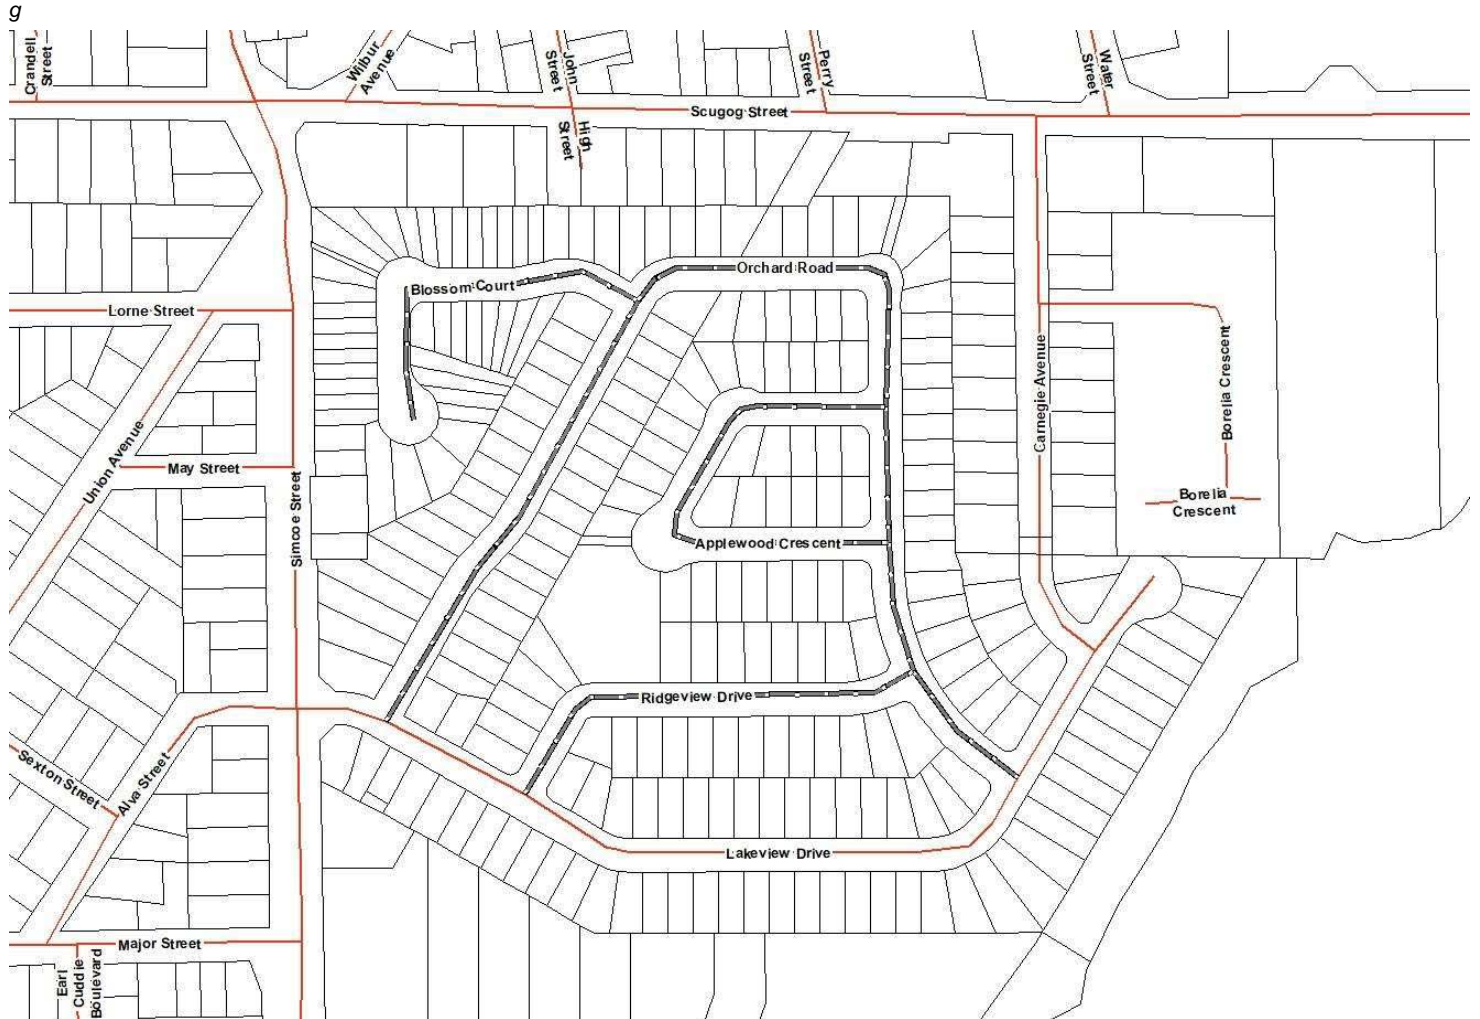 g
Crandell
Street
Wilbur
Avenue
John
Street
Perry
Street
Water
Street
Scugog Street
High
Street
Orchard Road
Blossom Court
Lorne Street
Carnegie Avenue
Borelia Crescent
Union Avenue
May Street
Simcoe Street
Borelia
Crescent
Applewood Crescent
Ridgeview Drive
Sexton Street
Alva Street
Lakeview Drive
Major Street
Earl
Cuddie
Boulevard